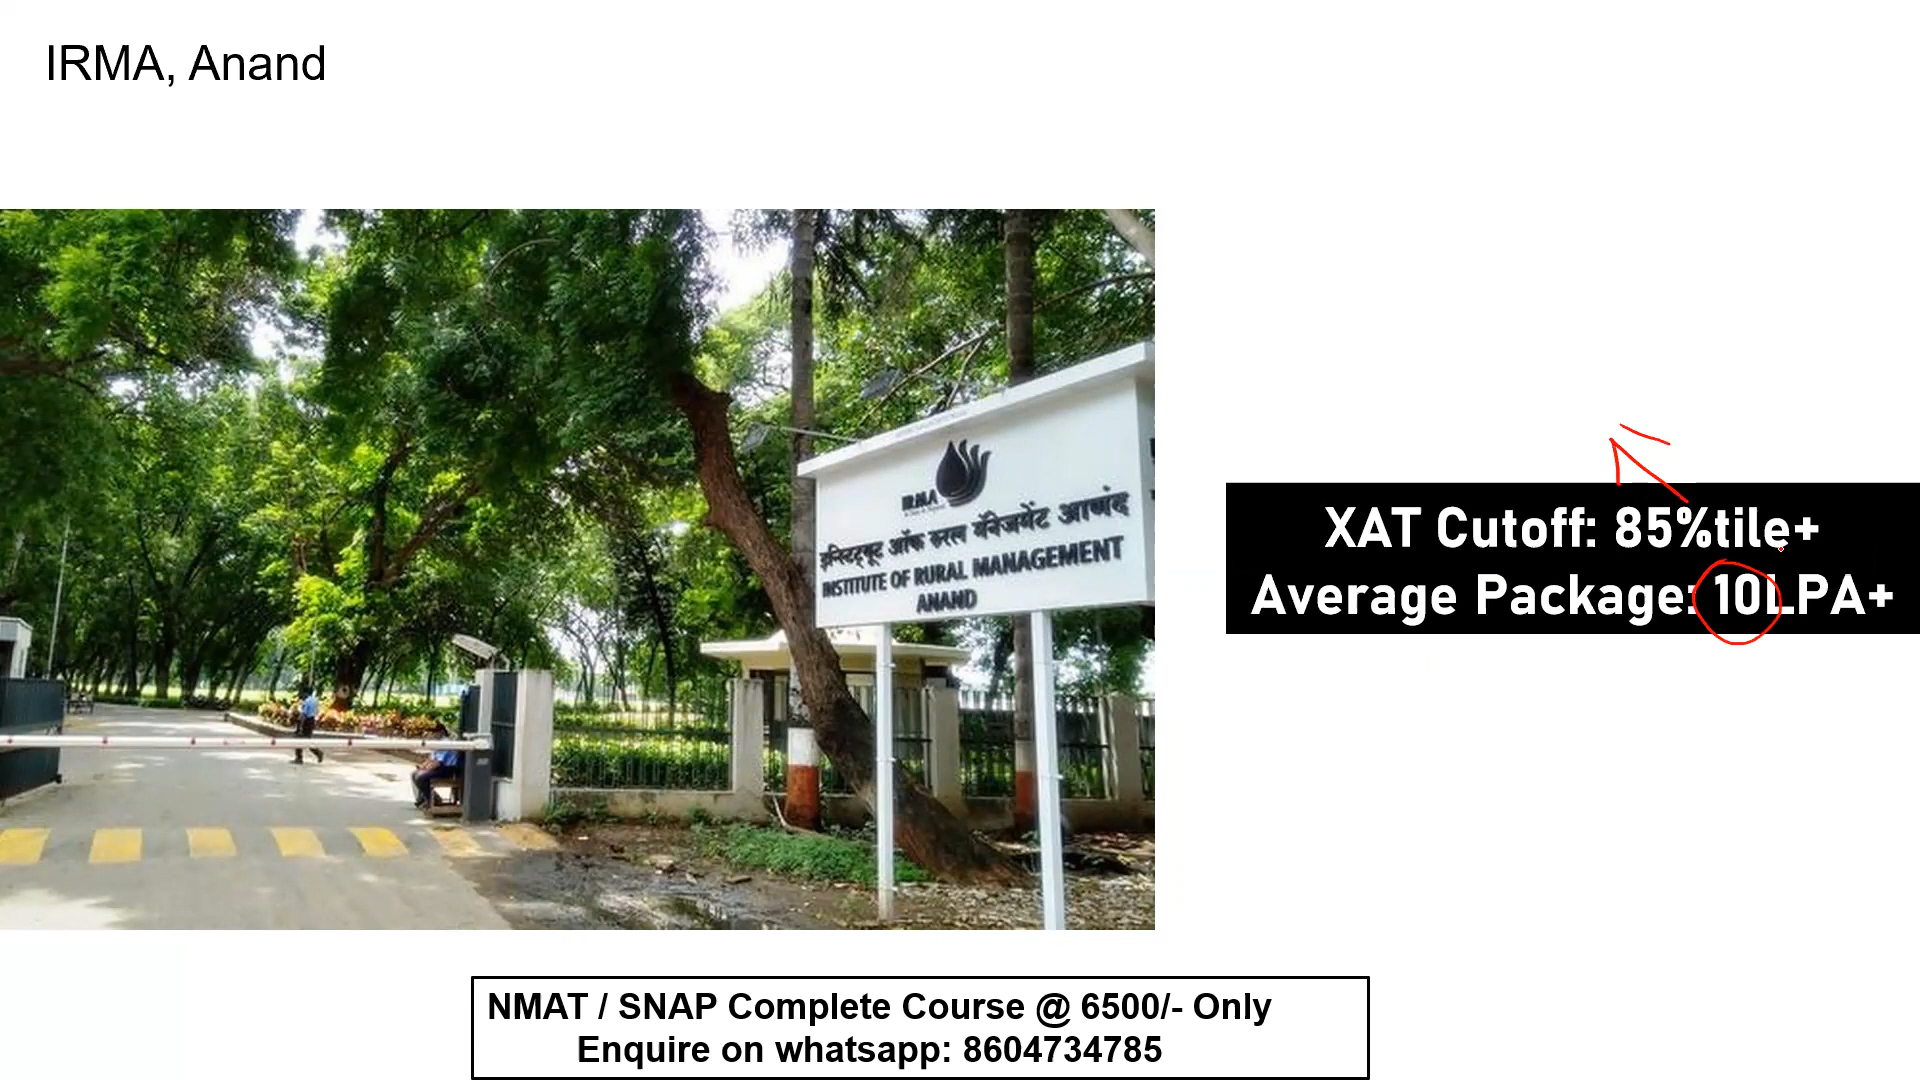 IRMA, Anand
IRMA
इन्स्टिट्यूट ऑफ रूरल मॅनेजमेंट आणंद
INSTITUTE OF RURAL MANAGEMENT
ANAND
XAT Cutoff: 85%tile+
Average Package: 10LPA+
NMAT / SNAP Complete Course @ 6500/- Only
Enquire on whatsapp: 8604734785